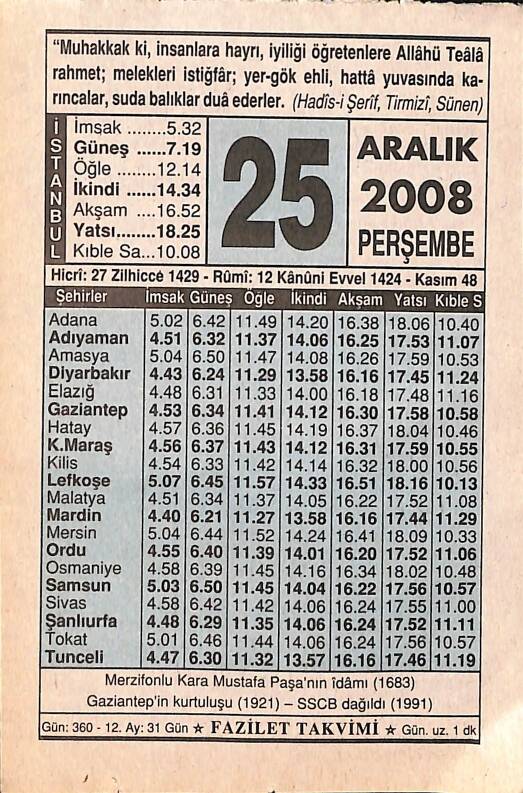 “Muhakkak ki, insanlara hayrı, iyiliği öğretenlere Allâhü Teâlâ
rahmet; melekleri istiğfâr; yer-gök ehli, hattâ yuvasında ka-
rıncalar, suda balıklar duâ ederler. (Hadîs-i Şerîf, Tirmizî, Sünen)
İSTANBUL
İmsak ........5.32
Güneş ......7.19
Öğle ........12.14
İkindi ......14.34
Akşam ....16.52
Yatsı........18.25
Kıble Sa...10.08
25
ARALIK
2008
PERŞEMBE
Hicrî: 27 Zilhicce 1429 - Rûmî: 12 Kânûni Evvel 1424 - Kasım 48
Şehirler İmsak Güneş Öğle İkindi Akşam Yatsı Kıble S
Adana 5.02 6.42 11.49 14.20 16.38 18.06 10.40
Adıyaman 4.51 6.32 11.37 14.06 16.25 17.53 11.07
Amasya 5.04 6.50 11.47 14.08 16.26 17.59 10.53
Diyarbakır 4.43 6.24 11.29 13.58 16.16 17.45 11.24
Elazığ 4.48 6.31 11.33 14.00 16.18 17.48 11.16
Gaziantep 4.53 6.34 11.41 14.12 16.30 17.58 10.58
Hatay 4.57 6.36 11.45 14.19 16.37 18.04 10.46
K.Maraş 4.56 6.37 11.43 14.12 16.31 17.59 10.55
Kilis 4.54 6.33 11.42 14.14 16.32 18.00 10.56
Lefkoşe 5.07 6.45 11.57 14.33 16.51 18.16 10.13
Malatya 4.51 6.34 11.37 14.05 16.22 17.52 11.08
Mardin 4.40 6.21 11.27 13.58 16.16 17.44 11.29
Mersin 5.04 6.44 11.52 14.24 16.41 18.09 10.33
Ordu 4.55 6.40 11.39 14.01 16.20 17.52 11.06
Osmaniye 4.58 6.39 11.45 14.16 16.34 18.02 10.48
Samsun 5.03 6.50 11.45 14.04 16.22 17.56 10.57
Sivas 4.58 6.42 11.42 14.06 16.24 17.55 11.00
Şanlıurfa 4.48 6.29 11.35 14.06 16.24 17.52 11.11
Tokat 5.01 6.46 11.44 14.06 16.24 17.56 10.57
Tunceli 4.47 6.30 11.32 13.57 16.16 17.46 11.19
Merzifonlu Kara Mustafa Paşa'nın îdâmı (1683)
Gaziantep'in kurtuluşu (1921) – SSCB dağıldı (1991)
Gün: 360 - 12. Ay: 31 Gün ★ FAZİLET TAKVİMİ ★ Gün. uz. 1 dk